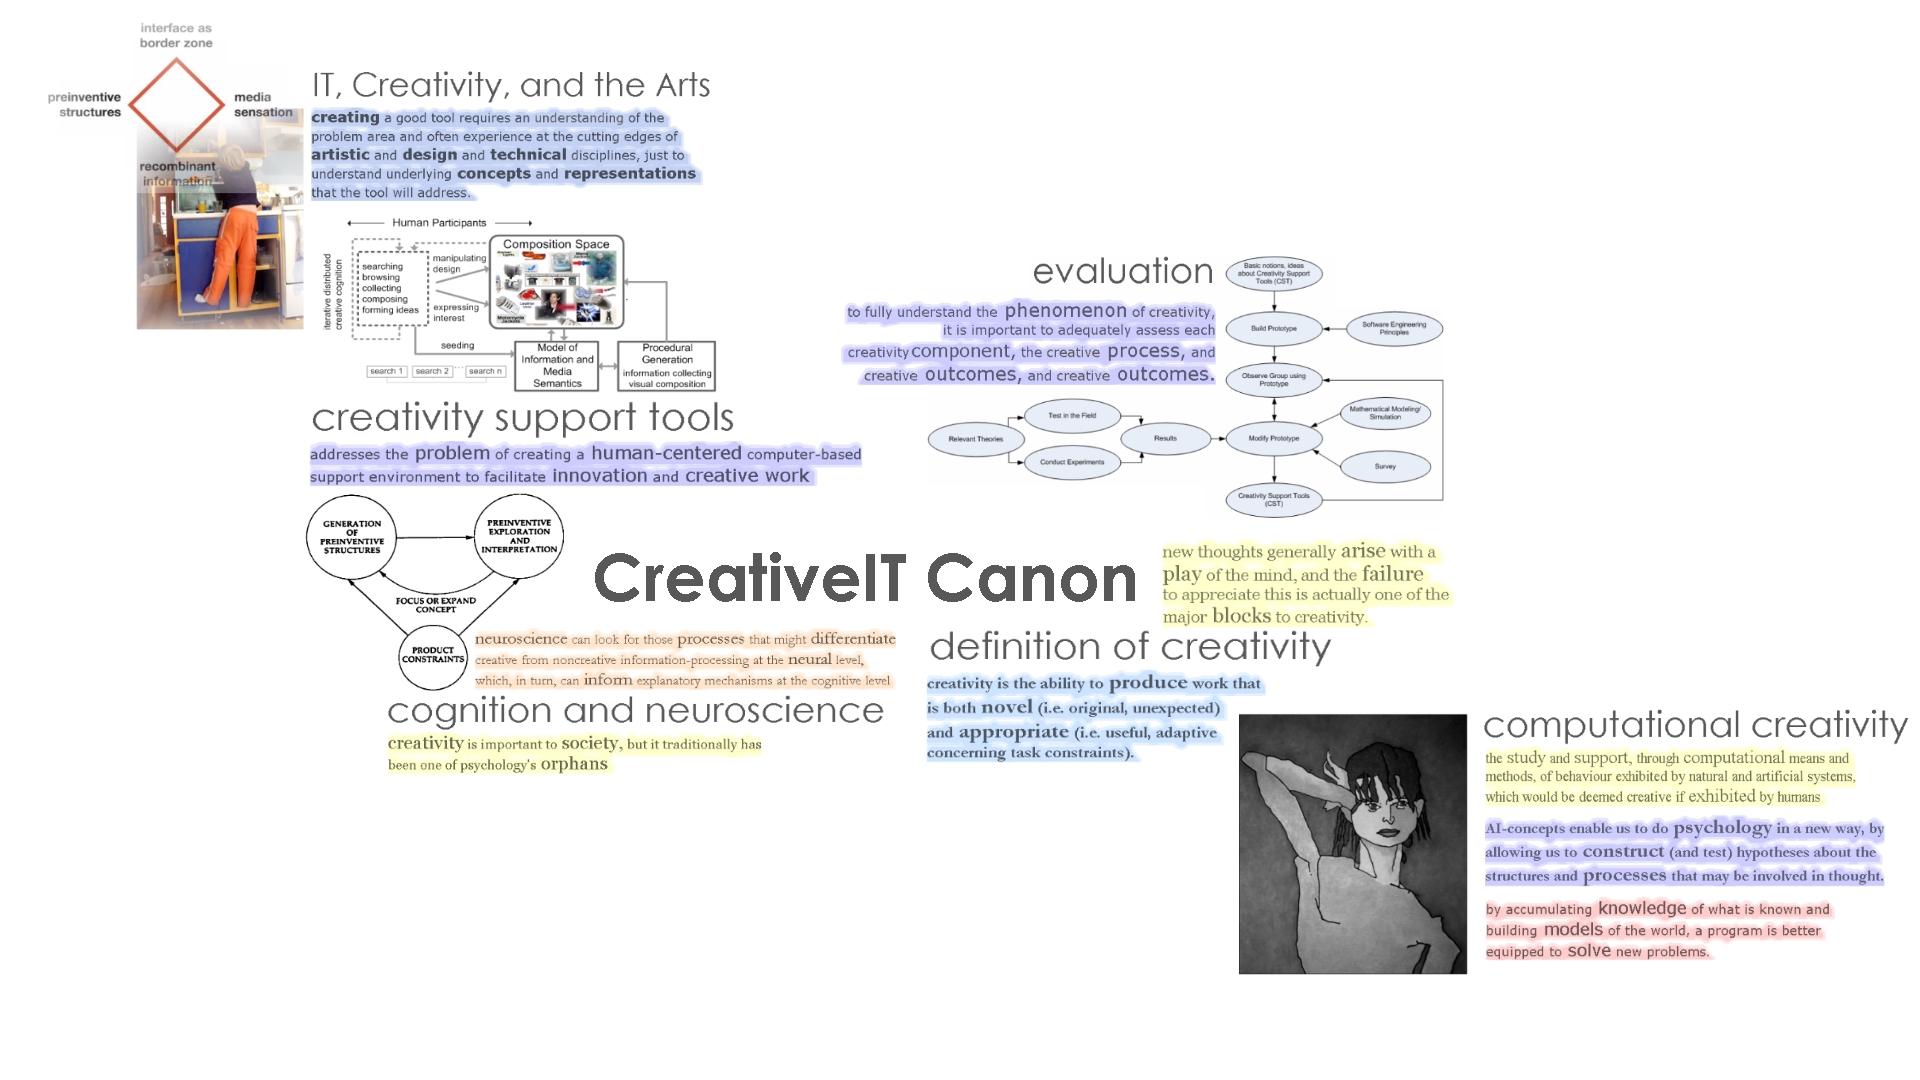 interface as
border zone
preinventive
structures
media
sensation
recombinant
information
IT, Creativity, and the Arts
creating a good tool requires an understanding of the
problem area and often experience at the cutting edges of
artistic and design and technical disciplines, just to
understand underlying concepts and representations
that the tool will address.
Human Participants
iterative distributed
creative cognition
searching
browsing
collecting
composing
forming ideas
manipulating
design
expressing
interest
Composition Space
seeding
search 1
search 2
search n
Model of
Information and
Media
Semantics
Procedural
Generation
information collecting
visual composition
creativity support tools
addresses the problem of creating a human-centered computer-based
support environment to facilitate innovation and creative work
GENERATION
OF
PREINVENTIVE
STRUCTURES
PREINVENTIVE
EXPLORATION
AND
INTERPRETATION
FOCUS OR EXPAND
CONCEPT
PRODUCT
CONSTRAINTS
neuroscience can look for those processes that might differentiate
creative from noncreative information-processing at the neural level,
which, in turn, can inform explanatory mechanisms at the cognitive level
cognition and neuroscience
creativity is important to society, but it traditionally has
been one of psychology's orphans
CreativeIT Canon
evaluation
to fully understand the phenomenon of creativity,
it is important to adequately assess each
creativity component, the creative process, and
creative outcomes, and creative outcomes.
Basic notions, ideas
about Creativity Support
Tools (CST)
Build Prototype
Software Engineering
Principles
Observe Group using
Prototype
Mathematical Modeling/
Simulation
Test in the Field
Relevant Theories
Results
Modify Prototype
Conduct Experiments
Survey
Creativity Support Tools
(CST)
new thoughts generally arise with a
play of the mind, and the failure
to appreciate this is actually one of the
major blocks to creativity.
definition of creativity
creativity is the ability to produce work that
is both novel (i.e. original, unexpected)
and appropriate (i.e. useful, adaptive
concerning task constraints).
computational creativity
the study and support, through computational means and
methods, of behaviour exhibited by natural and artificial systems,
which would be deemed creative if exhibited by humans
AI-concepts enable us to do psychology in a new way, by
allowing us to construct (and test) hypotheses about the
structures and processes that may be involved in thought.
by accumulating knowledge of what is known and
building models of the world, a program is better
equipped to solve new problems.